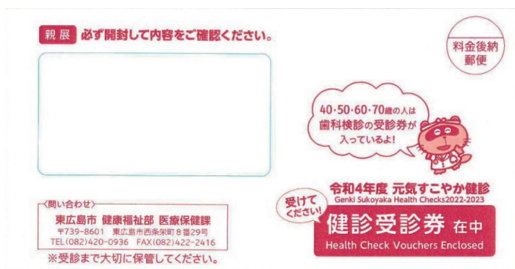 親展 必ず開封して内容をご確認ください。
料金後納
郵便
40・50・60・70歳の人は
歯科検診の受診券が
入っているよ!
令和4年度 元気すこやか健診
Genki Sukoyaka Health Checks2022-2023
受けて
ください!
健診受診券 在中
Health Check Vouchers Enclosed
〈問い合わせ〉
東広島市 健康福祉部 医療保健課
〒739-8601 東広島市西条栄町8番29号
TEL(082)420-0936 FAX(082)422-2416
※受診まで大切に保管してください。